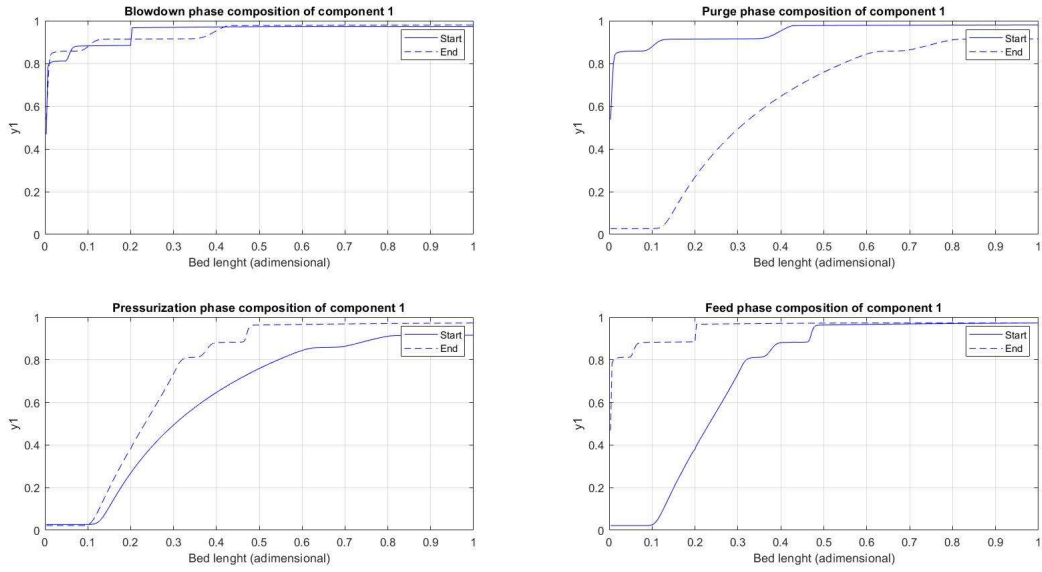 Blowdown phase composition of component 1
1
0.8
0.6
0.4
0.2
0
y1
Start
End
0 0.1 0.2 0.3 0.4 0.5 0.6 0.7 0.8 0.9 1
Bed lenght (adimensional)
Purge phase composition of component 1
1
0.8
0.6
0.4
0.2
0
y1
Start
End
0 0.1 0.2 0.3 0.4 0.5 0.6 0.7 0.8 0.9 1
Bed lenght (adimensional)
Pressurization phase composition of component 1
1
0.8
0.6
0.4
0.2
0
y1
Start
End
0 0.1 0.2 0.3 0.4 0.5 0.6 0.7 0.8 0.9 1
Bed lenght (adimensional)
Feed phase composition of component 1
1
0.8
0.6
0.4
0.2
0
y1
Start
End
0 0.1 0.2 0.3 0.4 0.5 0.6 0.7 0.8 0.9 1
Bed lenght (adimensional)